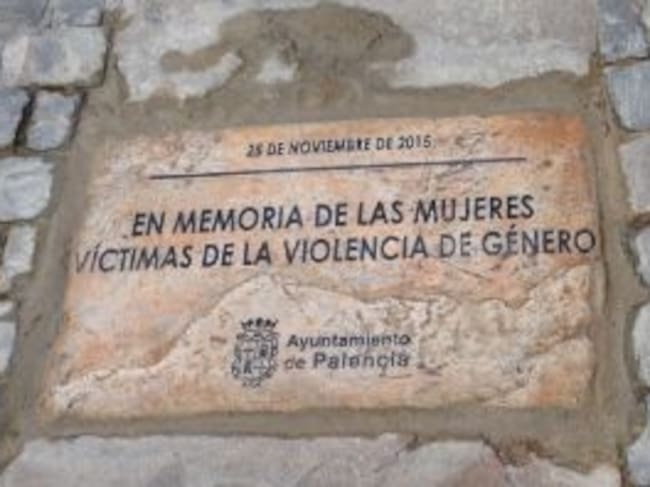 25 DE NOVIEMBRE DE 2015
EN MEMORIA DE LAS MUJERES
VÍCTIMAS DE LA VIOLENCIA DE GÉNERO
Ayuntamiento
de Palencia